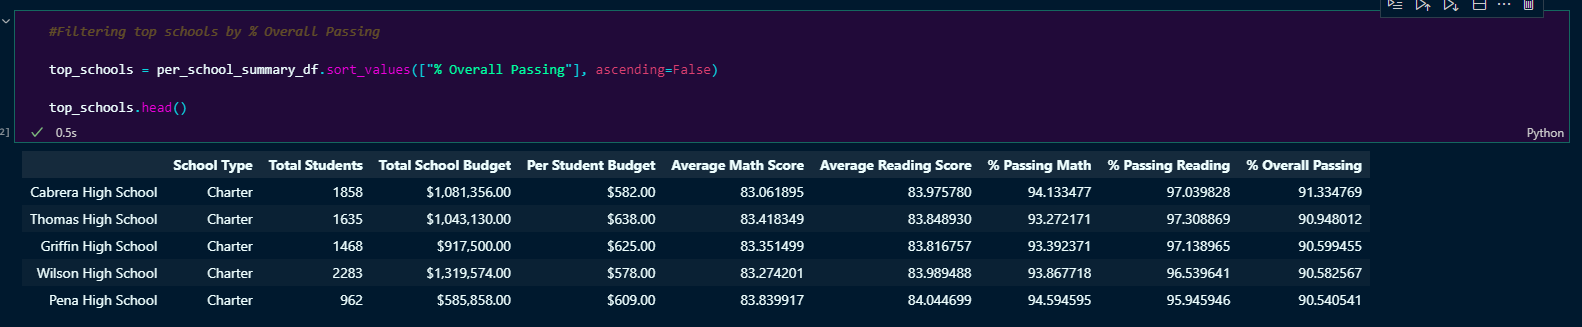 #Filtering top schools by % Overall Passing
top_schools = per_school_summary_df.sort_values(["% Overall Passing"], ascending=False)
top_schools.head()
2] 0.5s Python
School Type Total Students Total School Budget Per Student Budget Average Math Score Average Reading Score % Passing Math % Passing Reading % Overall Passing
Cabrera High School Charter 1858 $1,081,356.00 $582.00 83.061895 83.975780 94.133477 97.039828 91.334769
Thomas High School Charter 1635 $1,043,130.00 $638.00 83.418349 83.848930 93.272171 97.308869 90.948012
Griffin High School Charter 1468 $917,500.00 $625.00 83.351499 83.816757 93.392371 97.138965 90.599455
Wilson High School Charter 2283 $1,319,574.00 $578.00 83.274201 83.989488 93.867718 96.539641 90.582567
Pena High School Charter 962 $585,858.00 $609.00 83.839917 84.044699 94.594595 95.945946 90.540541